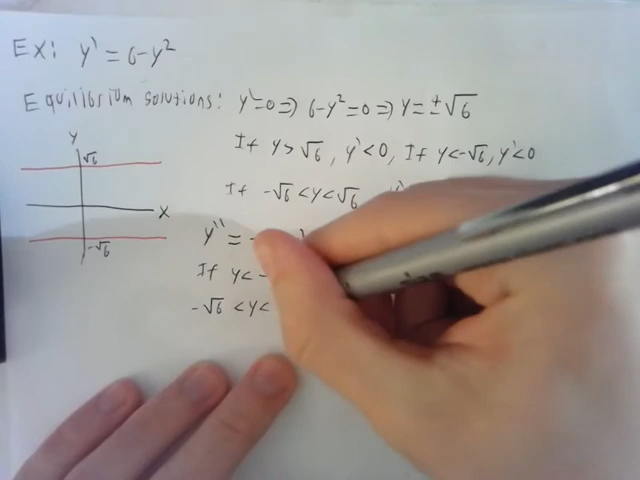 Ex: y' = 6-y²
Equilibrium solutions: y'=0 => 6-y²=0 => y=±√6
If y>√6, y'<0, If y<-√6, y'<0
If -√6 <y<√6
y'' = -
If y< -
-√6 <y<
y
√6
x
-√6